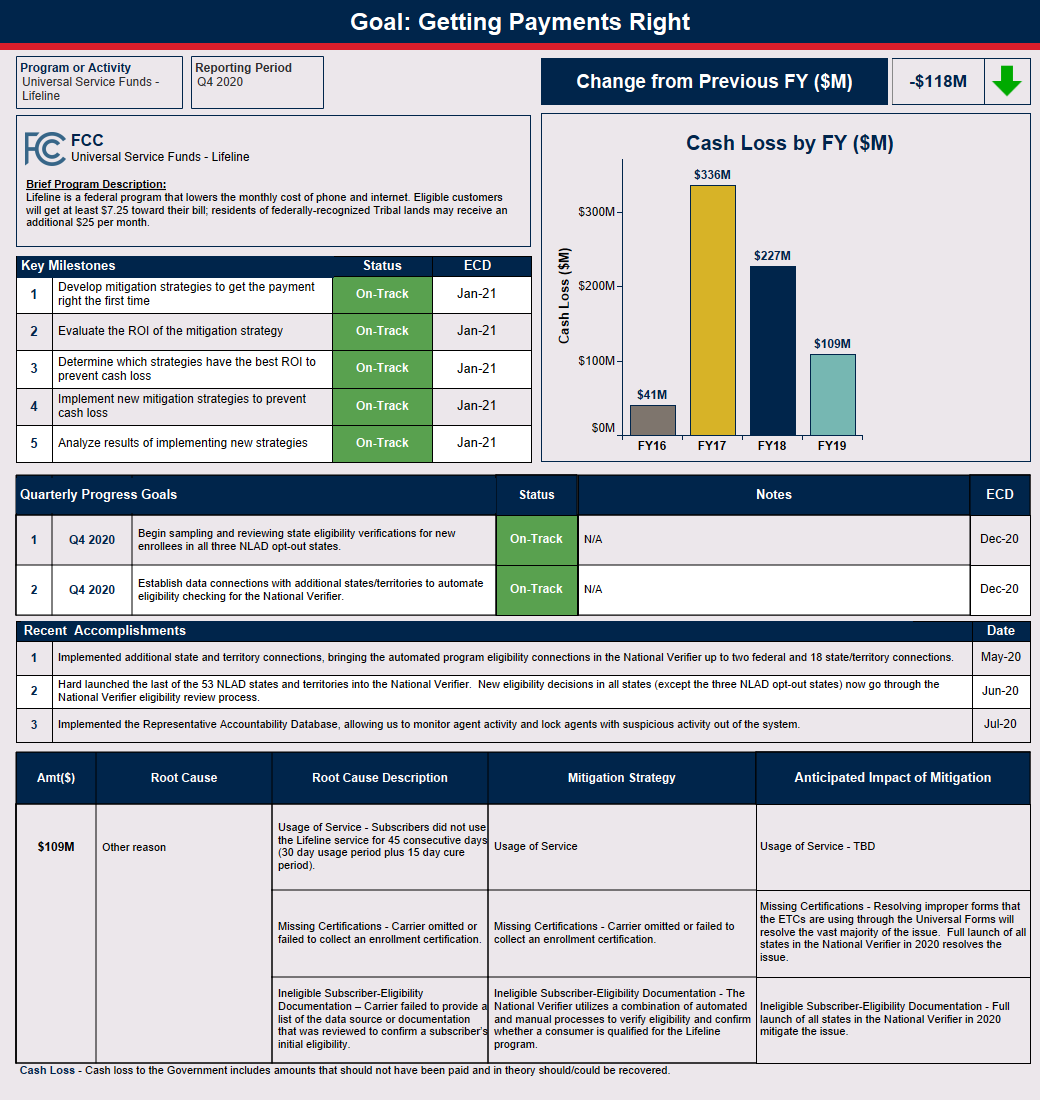 Goal: Getting Payments Right
Program or Activity
Universal Service Funds -
Lifeline
Reporting Period
Q4 2020
Change from Previous FY ($M)
-$118M
FCC
FCC
Universal Service Funds - Lifeline
Brief Program Description:
Lifeline is a federal program that lowers the monthly cost of phone and internet. Eligible customers
will get at least $7.25 toward their bill; residents of federally-recognized Tribal lands may receive an
additional $25 per month.
Cash Loss by FY ($M)
Cash Loss ($M)
$300M
$200M
$100M
$0M
$41M
$336M
$227M
$109M
FY16
FY17
FY18
FY19
Key Milestones Status ECD
1 Develop mitigation strategies to get the payment
right the first time On-Track Jan-21
2 Evaluate the ROI of the mitigation strategy On-Track Jan-21
3 Determine which strategies have the best ROI to
prevent cash loss On-Track Jan-21
4 Implement new mitigation strategies to prevent
cash loss On-Track Jan-21
5 Analyze results of implementing new strategies On-Track Jan-21
Quarterly Progress Goals Status Notes ECD
1 Q4 2020 Begin sampling and reviewing state eligibility verifications for new
enrollees in all three NLAD opt-out states. On-Track N/A Dec-20
2 Q4 2020 Establish data connections with additional states/territories to automate
eligibility checking for the National Verifier. On-Track N/A Dec-20
Recent Accomplishments Date
1 Implemented additional state and territory connections, bringing the automated program eligibility connections in the National Verifier up to two federal and 18 state/territory connections. May-20
2 Hard launched the last of the 53 NLAD states and territories into the National Verifier. New eligibility decisions in all states (except the three NLAD opt-out states) now go through the
National Verifier eligibility review process. Jun-20
3 Implemented the Representative Accountability Database, allowing us to monitor agent activity and lock agents with suspicious activity out of the system. Jul-20
Amt($) Root Cause Root Cause Description Mitigation Strategy Anticipated Impact of Mitigation
$109M Other reason
Usage of Service - Subscribers did not use
the Lifeline service for 45 consecutive days
(30 day usage period plus 15 day cure
period).
Usage of Service
Usage of Service - TBD
Missing Certifications - Carrier omitted or
failed to collect an enrollment certification.
Missing Certifications - Carrier omitted or failed to
collect an enrollment certification.
Missing Certifications - Resolving improper forms that
the ETCs are using through the Universal Forms will
resolve the vast majority of the issue. Full launch of all
states in the National Verifier in 2020 resolves the
issue.
Ineligible Subscriber-Eligibility
Documentation – Carrier failed to provide a
list of the data source or documentation
that was reviewed to confirm a subscriber's
initial eligibility.
Ineligible Subscriber-Eligibility Documentation - The
National Verifier utilizes a combination of automated
and manual processes to verify eligibility and confirm
whether a consumer is qualified for the Lifeline
program.
Ineligible Subscriber-Eligibility Documentation - Full
launch of all states in the National Verifier in 2020
mitigate the issue.
Cash Loss - Cash loss to the Government includes amounts that should not have been paid and in theory should/could be recovered.